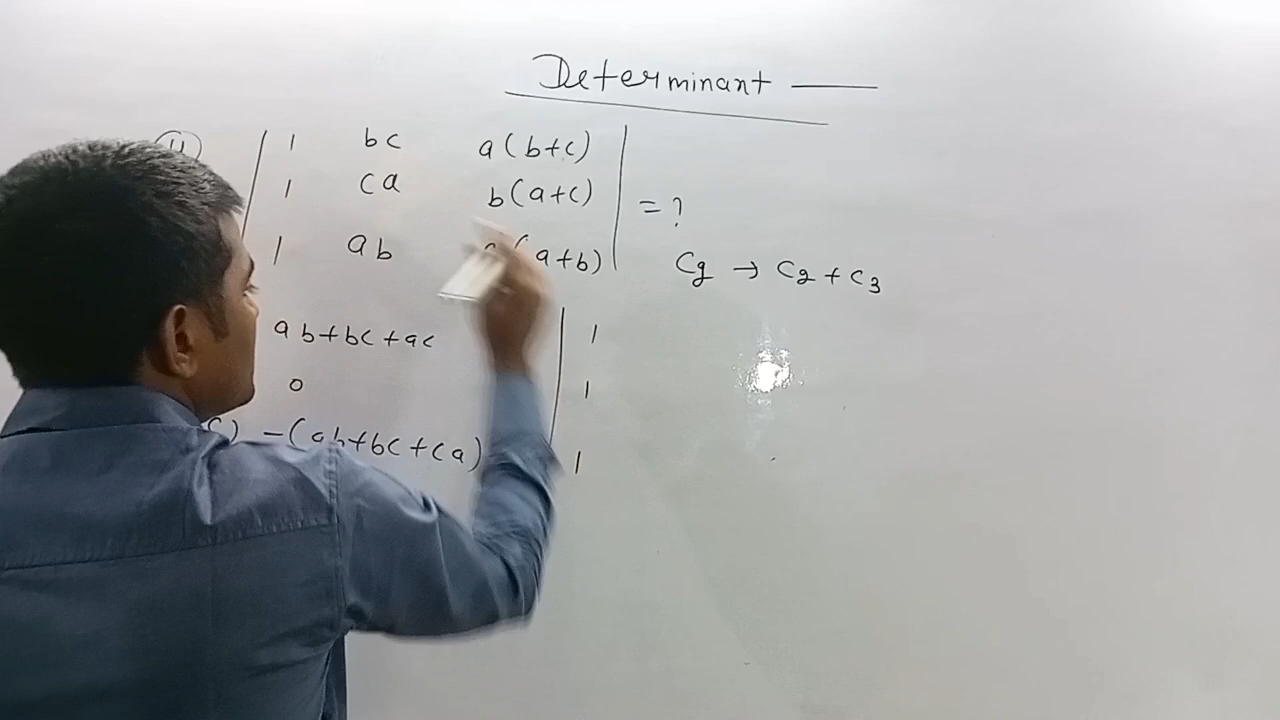 Determinant
11 | 1 bc a(b+c) |
| 1 ca b(a+c) | = ?
1 ab (a+b) |
C2 → C2 + C3
ab+bc+ac | 1
0 | 1
c) -(ab+bc+ca) | 1